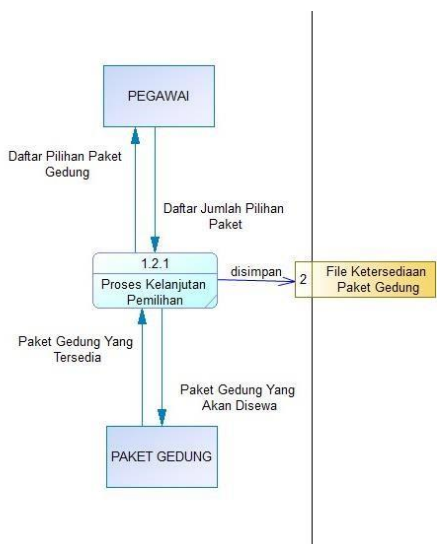 PEGAWAI
Daftar Pilihan Paket
Gedung
Daftar Jumlah Pilihan
Paket
1.2.1
Proses Kelanjutan
Pemilihan
disimpan
2
File Ketersediaan
Paket Gedung
Paket Gedung Yang
Tersedia
Paket Gedung Yang
Akan Disewa
PAKET GEDUNG